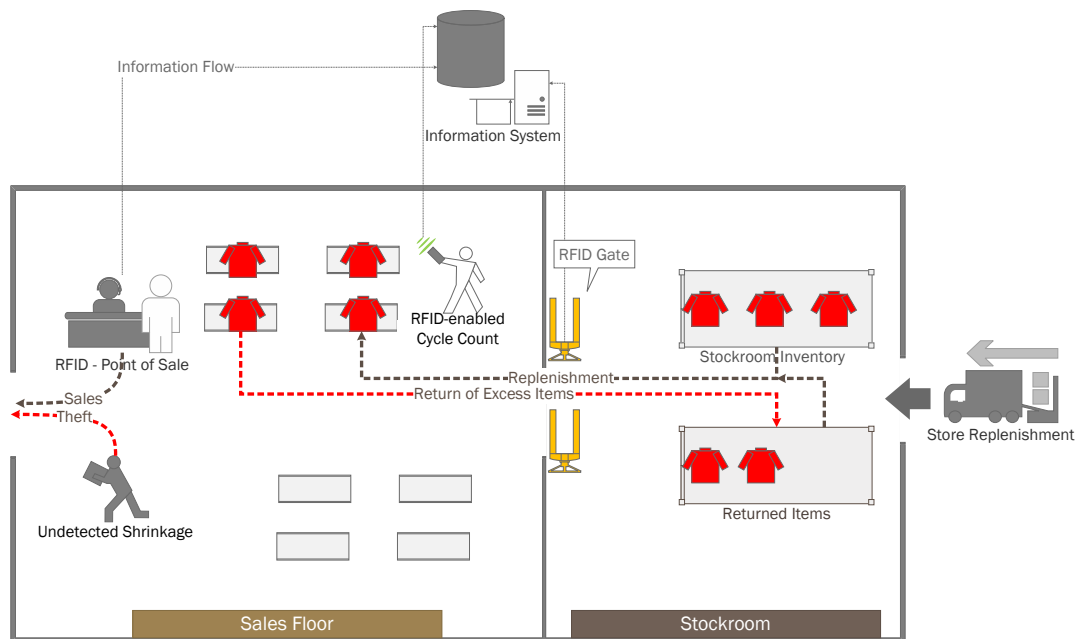 Information Flow
Information System
RFID Gate
RFID - Point of Sale
RFID-enabled
Cycle Count
Stockroom Inventory
Replenishment
Return of Excess Items
Sales
Theft
Store Replenishment
Returned Items
Undetected Shrinkage
Sales Floor
Stockroom